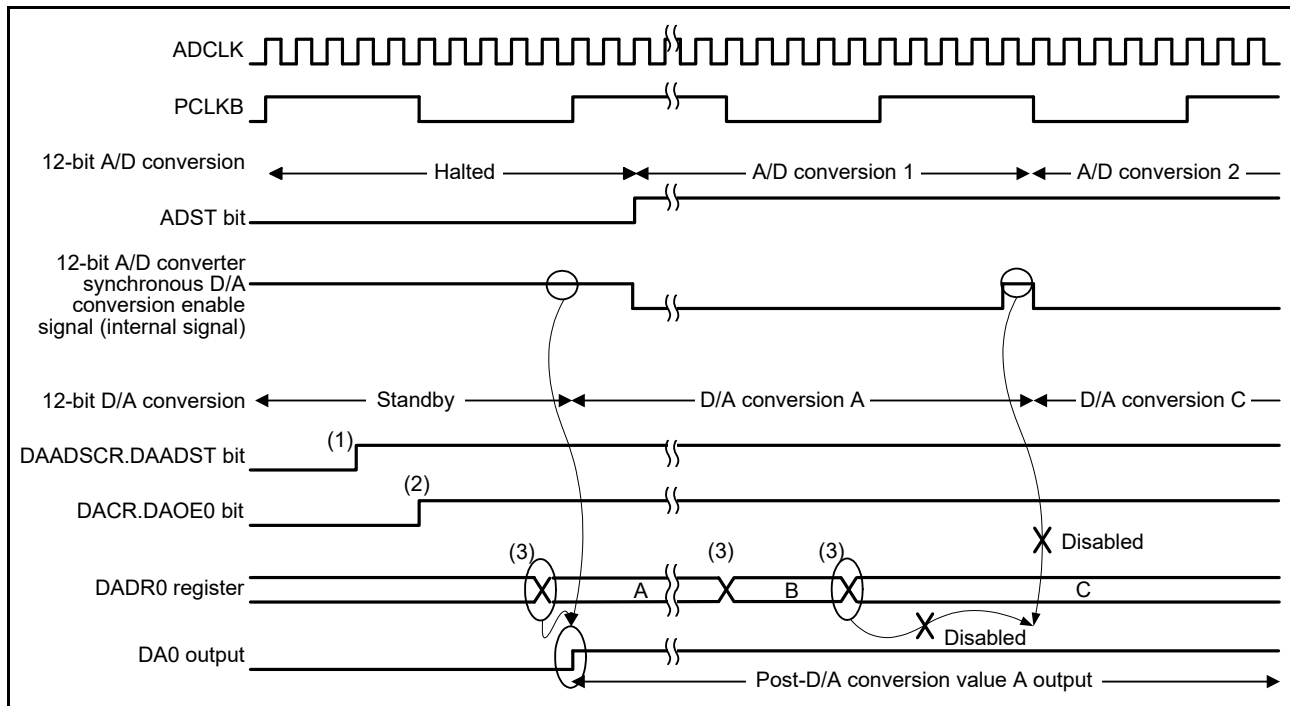 ADCLK
PCLKB
12-bit A/D conversion
Halted
A/D conversion 1
A/D conversion 2
ADST bit
12-bit A/D converter
synchronous D/A
conversion enable
signal (internal signal)
12-bit D/A conversion
Standby
D/A conversion A
D/A conversion C
DAADSCR.DAADST bit
(1)
DACR.DAOE0 bit
(2)
Disabled
DADR0 register
(3)
A
(3)
B
(3)
C
Disabled
DA0 output
Post-D/A conversion value A output